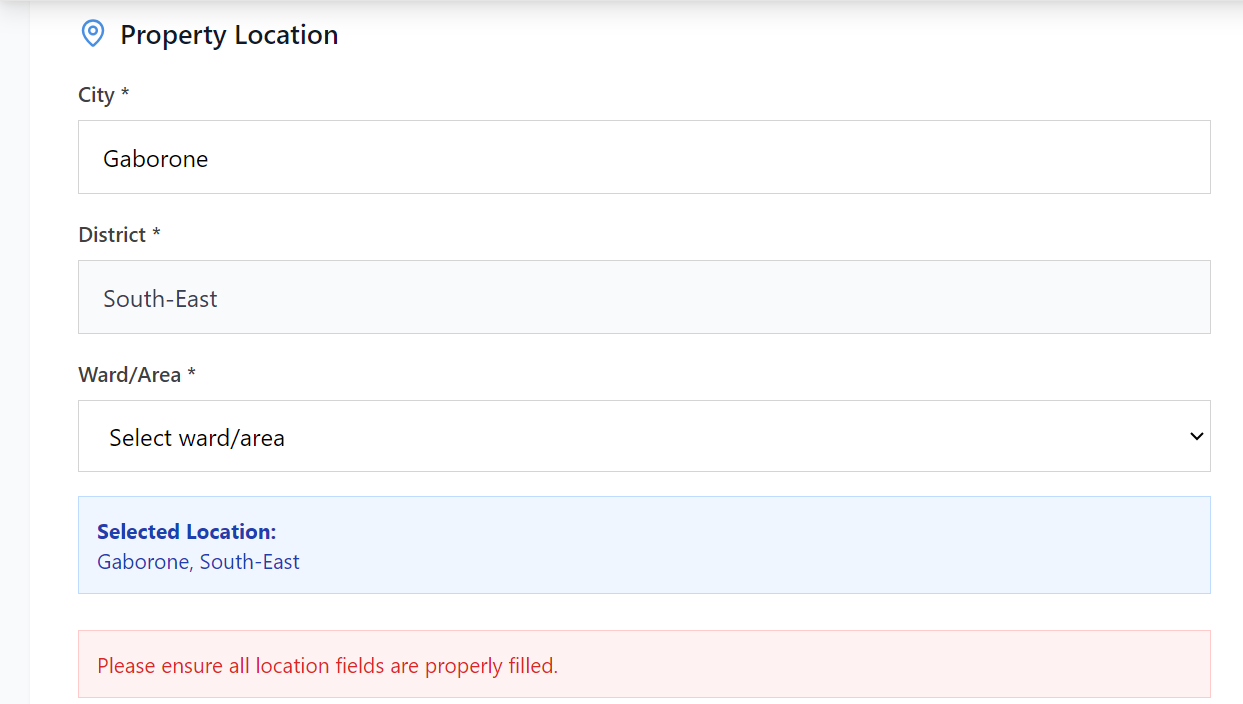 Property Location
City *
Gaborone
District *
South-East
Ward/Area *
Select ward/area
Selected Location:
Gaborone, South-East
Please ensure all location fields are properly filled.